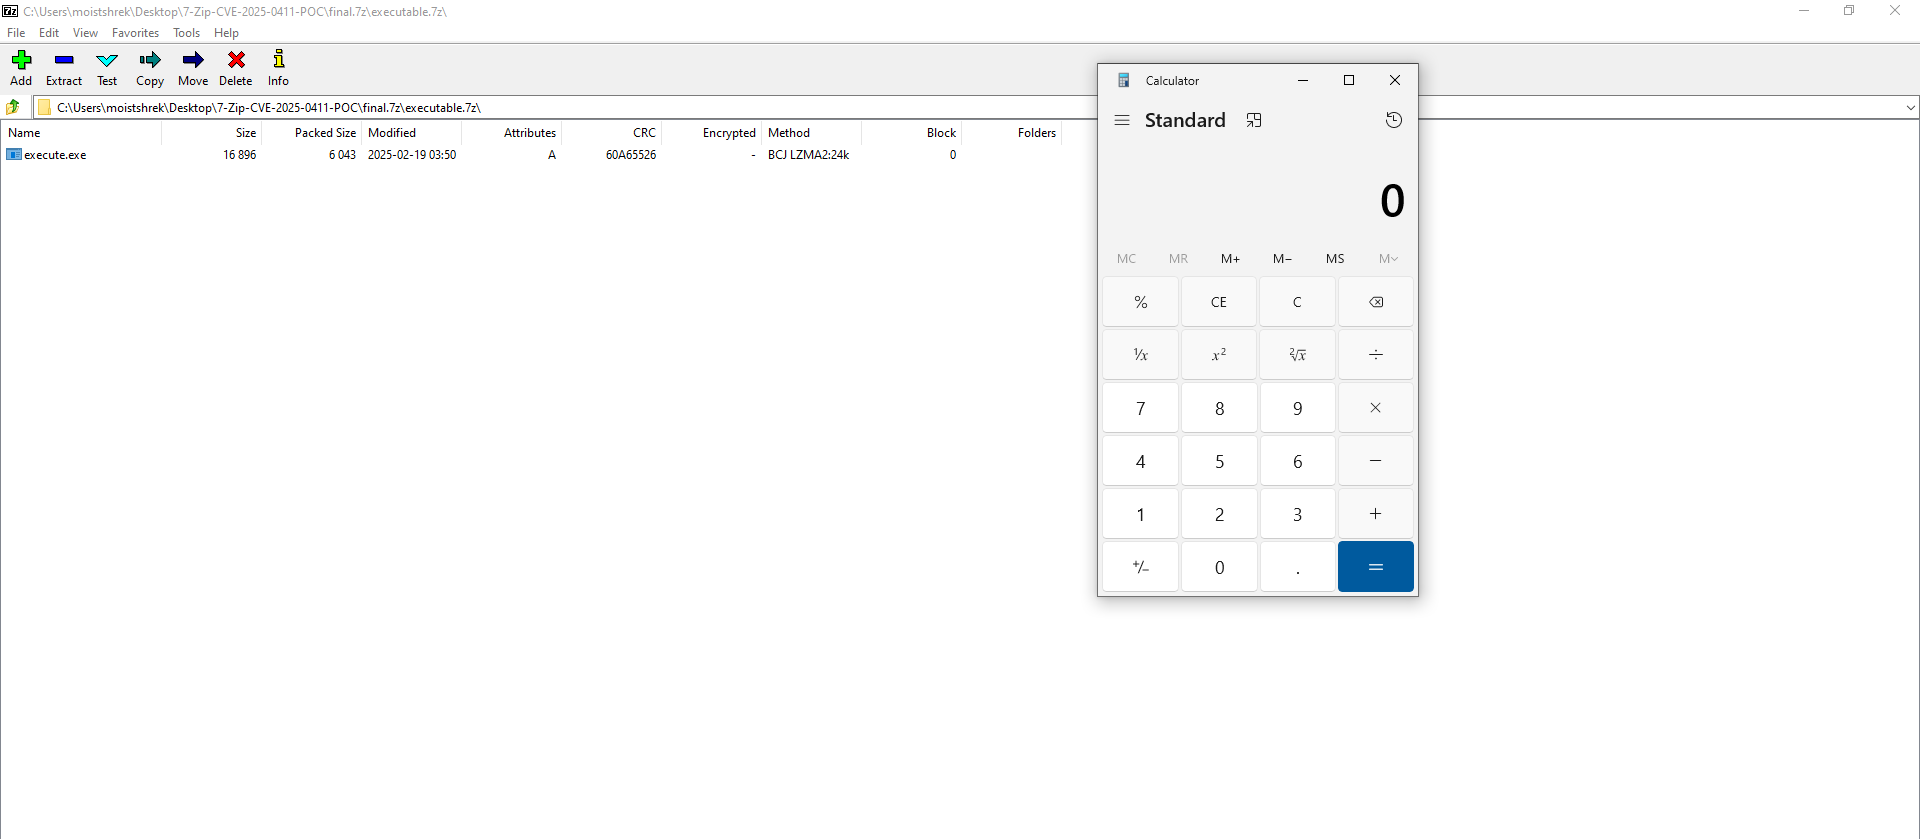 7z C:\Users\moistshrek\Desktop\7-Zip-CVE-2025-0411-POC\final.7z\executable.7z\
File Edit View Favorites Tools Help
Add Extract Test Copy Move Delete Info
C:\Users\moistshrek\Desktop\7-Zip-CVE-2025-0411-POC\final.7z\executable.7z\
Name Size Packed Size Modified Attributes CRC Encrypted Method Block Folders
execute.exe 16 896 6 043 2025-02-19 03:50 A 60A65526 - BCJ LZMA2:24k 0
Calculator
Standard
0
MC MR M+ M− MS M
% CE C
¹/x x² ²√x ÷
7 8 9 ×
4 5 6 −
1 2 3 +
+/− 0 . =